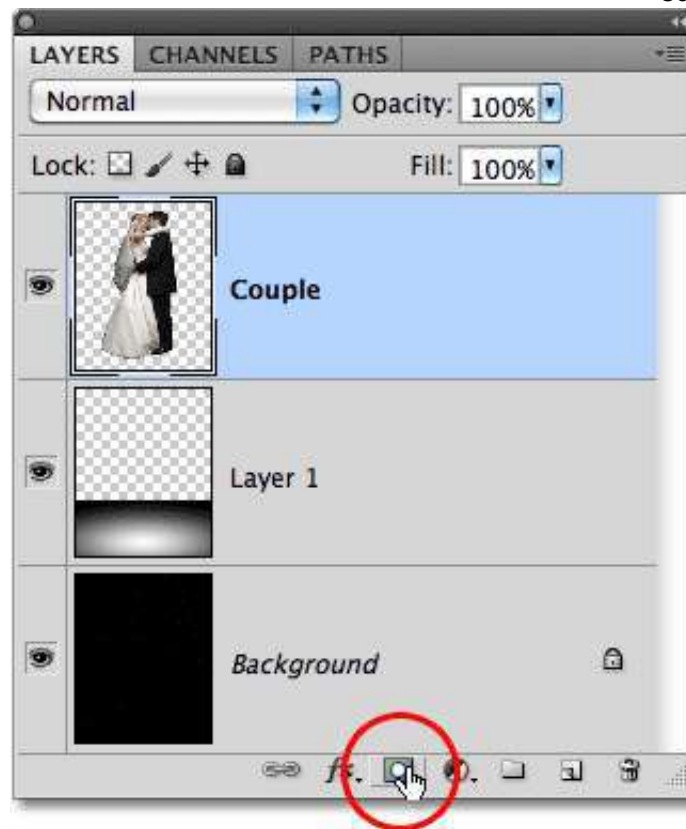 LAYERS CHANNELS PATHS
Normal Opacity: 100%
Lock: Fill: 100%
Couple
Layer 1
Background
fx.